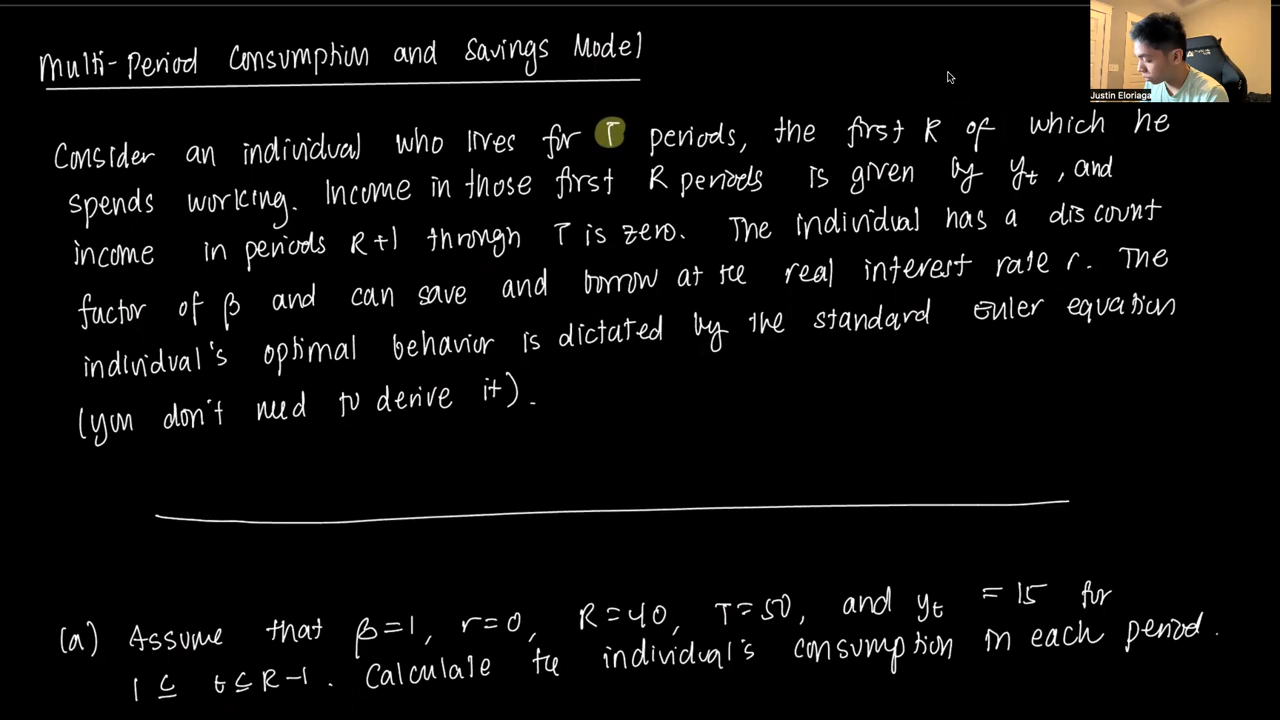 Multi-Period Consumption and Savings Model
Justin Eloriaga
Consider an individual who lives for T periods, the first R of which he
spends working. Income in those first R periods is given by yt, and
income in periods R+1 through T is zero. The individual has a discount
factor of β and can save and borrow at the real interest rate r. The
individual's optimal behavior is dictated by the standard Euler equation
(you don't need to derive it).
(a) Assume that β=1, r=0, R=40, T=50, and yt = 15 for
1 ≤ t ≤ R-1. Calculate the individual's consumption in each period.